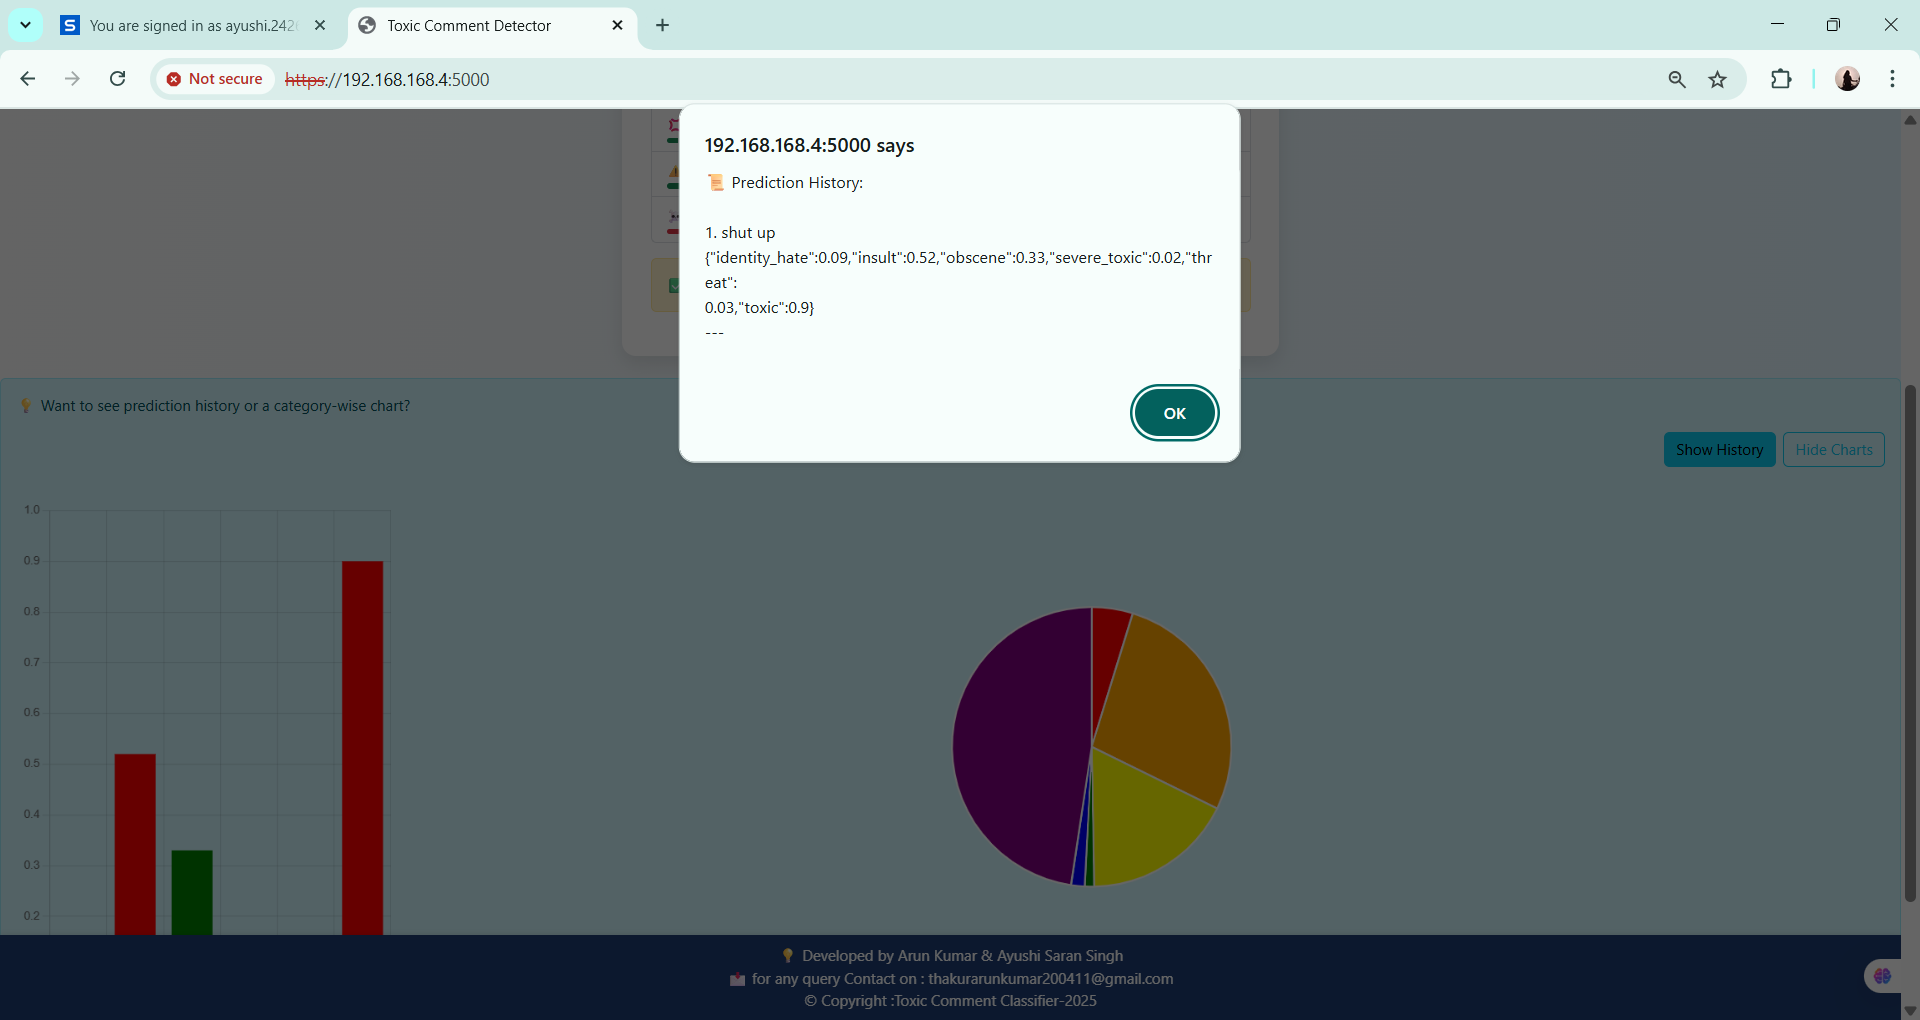 You are signed in as ayushi.242
Toxic Comment Detector
Not secure
https://192.168.168.4:5000
192.168.168.4:5000 says
📜 Prediction History:
1. shut up
{"identity_hate":0.09,"insult":0.52,"obscene":0.33,"severe_toxic":0.02,"thr
eat":
0.03,"toxic":0.9}
---
OK
💡 Want to see prediction history or a category-wise chart?
Show History
Hide Charts
1.0
0.9
0.8
0.7
0.6
0.5
0.4
0.3
0.2
💡 Developed by Arun Kumar & Ayushi Saran Singh
📩 for any query Contact on : thakurarunkumar200411@gmail.com
© Copyright :Toxic Comment Classifier-2025